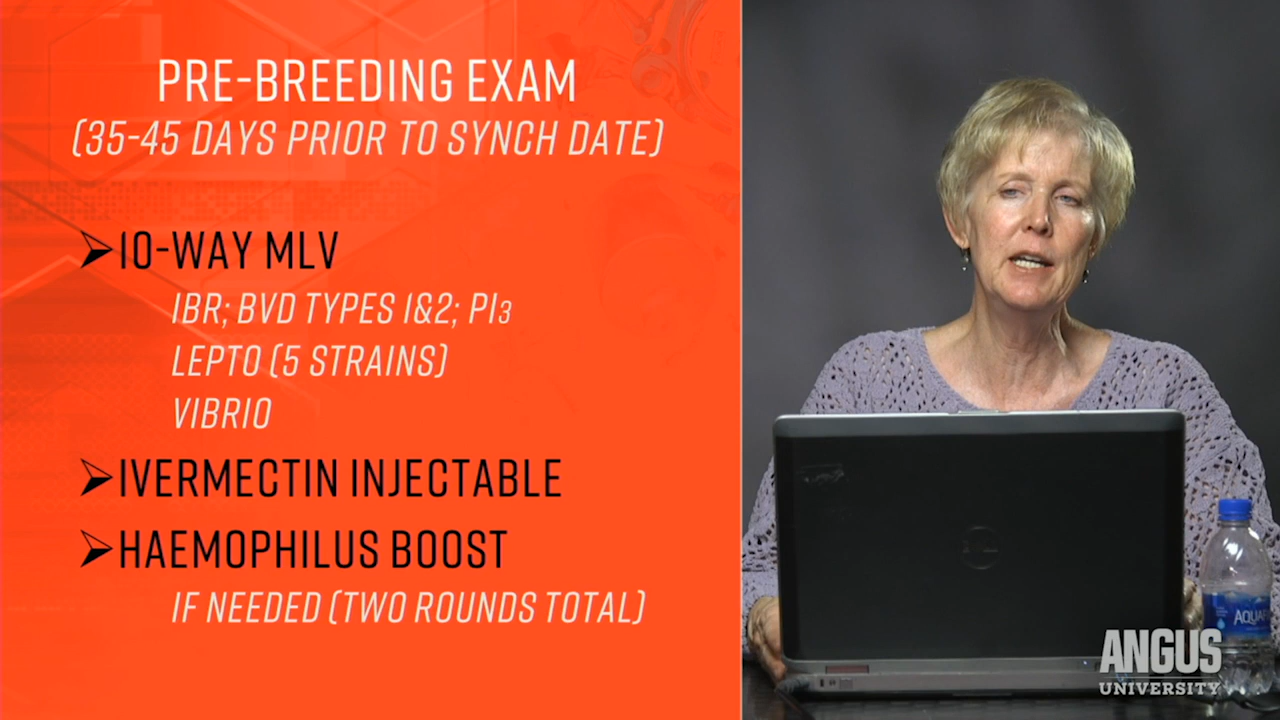 PRE-BREEDING EXAM
(35-45 DAYS PRIOR TO SYNCH DATE)
10-WAY MLV
IBR; BVD TYPES 1&2; PI3
LEPTO (5 STRAINS)
VIBRIO
IVERMECTIN INJECTABLE
HAEMOPHILUS BOOST
IF NEEDED (TWO ROUNDS TOTAL)
ANGUS
UNIVERSITY